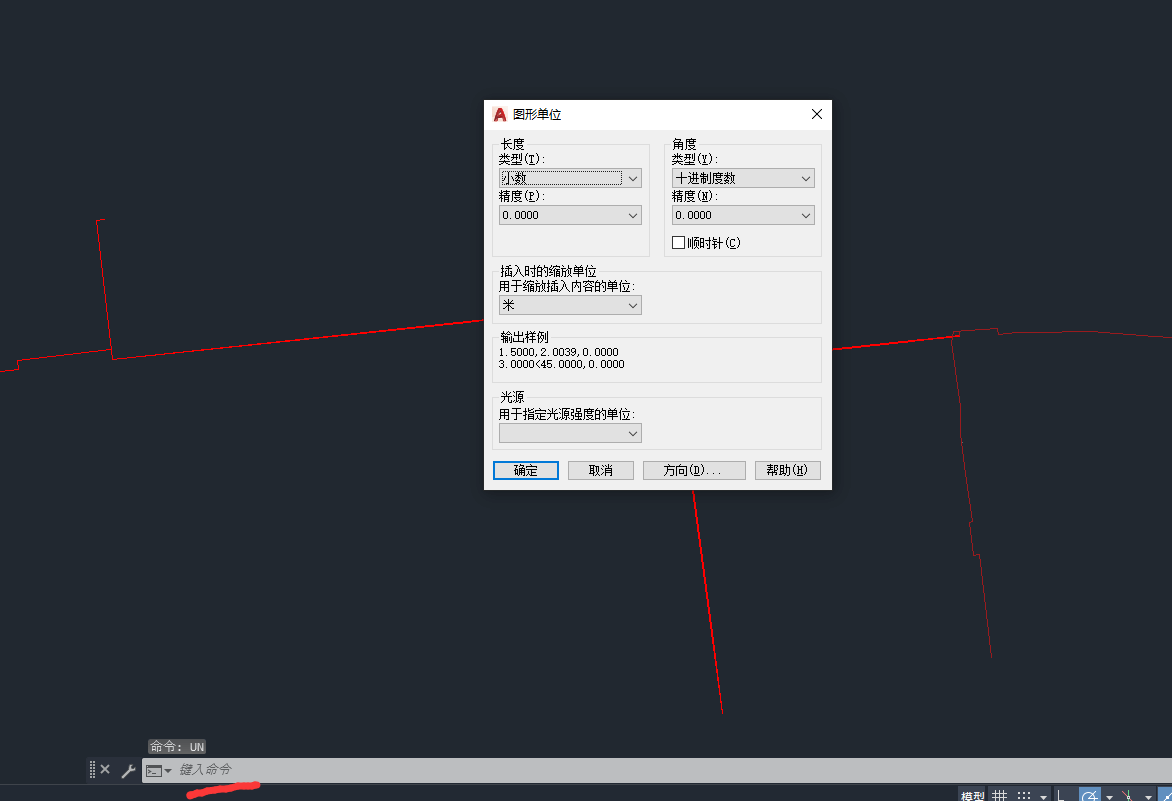 图形单位
长度
类型(T):
小数
精度(P):
0.0000
角度
类型(Y):
十进制度数
精度(N):
0.0000
顺时针(C)
插入时的缩放单位
用于缩放插入内容的单位:
米
输出样例
1.5000,2.0039,0.0000
3.0000<45.0000,0.0000
光源
用于指定光源强度的单位:
确定 取消 方向(D)... 帮助(H)
命令: UN
键入命令
模型